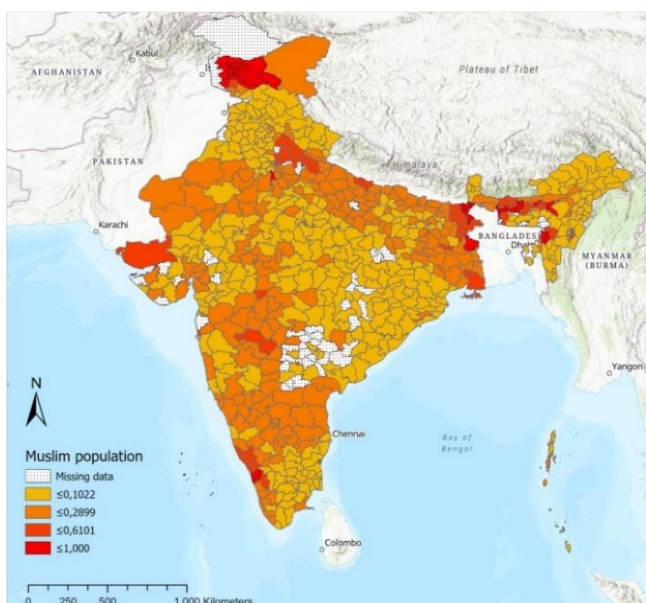 Kabul
AFGHANISTAN
Plateau of Tibet
Himalaya
PAKISTAN
Karachi
BANGLADESH
MYANMAR
(BURMA)
Yangon
N
Chennai
Bay of
Bengal
Colombo
Muslim population
Missing data
≤0,1022
≤0,2899
≤0,6101
≤1,000
0 250 500 1 000 Kilometers